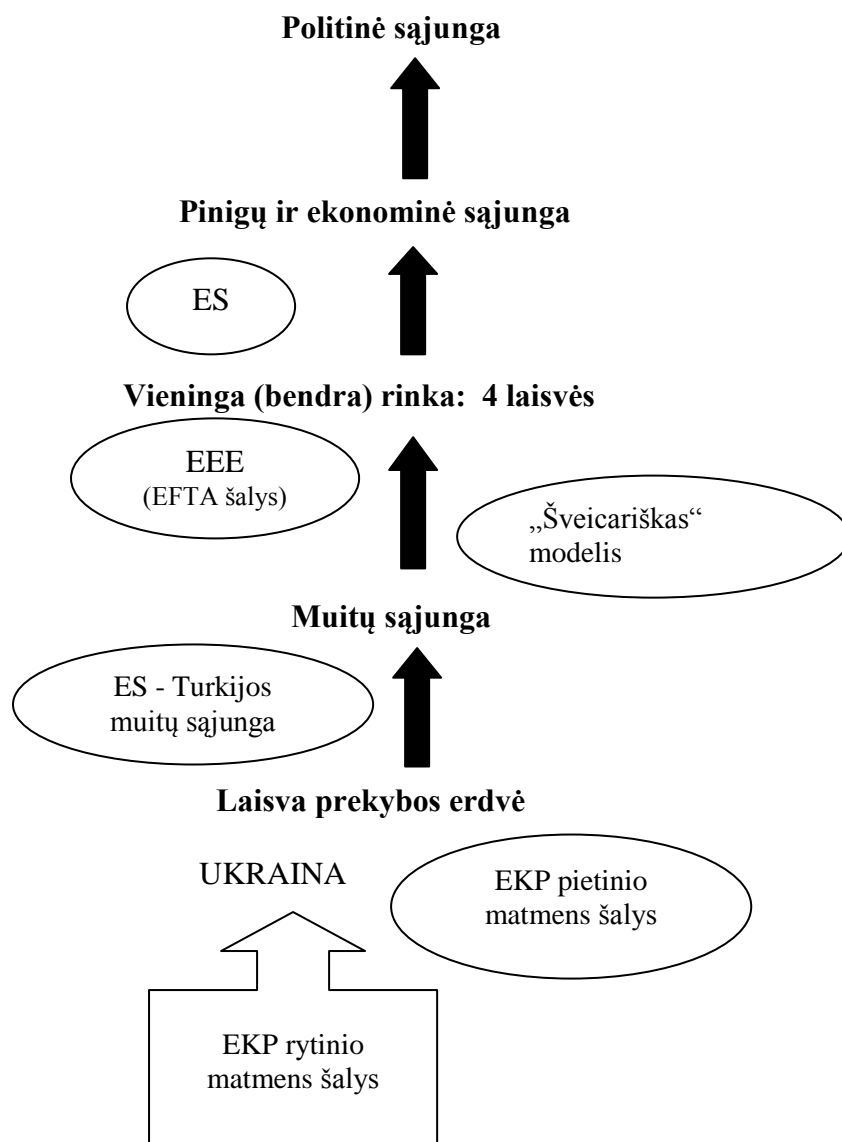 Politinė sąjunga
Pinigų ir ekonominė sąjunga
ES
Vieninga (bendra) rinka: 4 laisvės
EEE
(EFTA šalys)
„Šveicariškas“
modelis
Muitų sąjunga
ES - Turkijos
muitų sąjunga
Laisva prekybos erdvė
UKRAINA
EKP pietinio
matmens šalys
EKP rytinio
matmens šalys